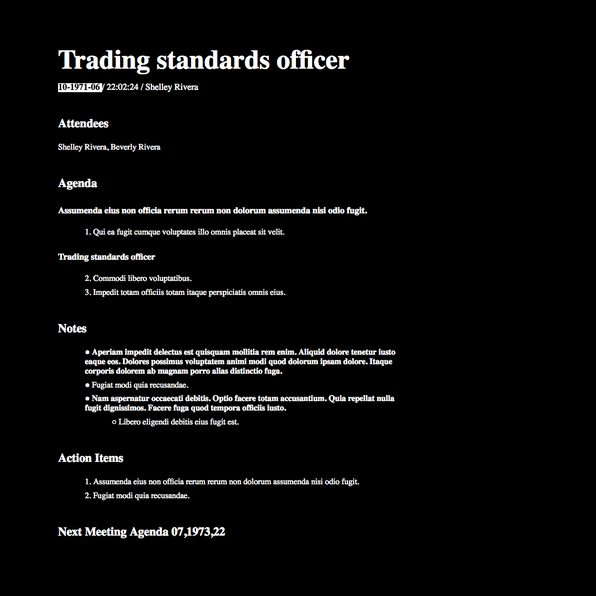 Trading standards officer
10-1971-06/ 22:02:24 / Shelley Rivera
Attendees
Shelley Rivera, Beverly Rivera
Agenda
Assumenda eius non officia rerum rerum non dolorum assumenda nisi odio fugit.
1. Qui ea fugit cumque voluptates illo omnis placeat sit velit.
Trading standards officer
2. Commodi libero voluptatibus.
3. Impedit totam officiis totam itaque perspiciatis omnis eius.
Notes
● Aperiam impedit delectus est quisquam mollitia rem enim. Aliquid dolore tenetur iusto
eaque eos. Dolores possimus voluptatem animi modi quod dolorum ipsam dolore. Itaque
corporis dolorem ab magnam porro alias distinctio fuga.
● Fugiat modi quia recusandae.
● Nam aspernatur occaecati debitis. Optio facere totam accusantium. Quia repellat nulla
fugit dignissimos. Facere fuga quod tempora officiis iusto.
○ Libero eligendi debitis eius fugit est.
Action Items
1. Assumenda eius non officia rerum rerum non dolorum assumenda nisi odio fugit.
2. Fugiat modi quia recusandae.
Next Meeting Agenda 07,1973,22